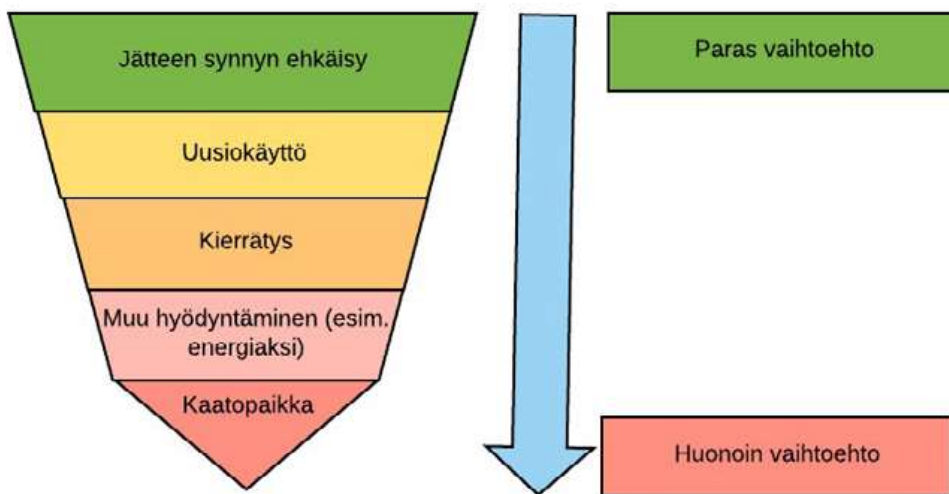 Jätteen synnyn ehkäisy
Uusiokäyttö
Kierrätys
Muu hyödyntäminen (esim.
energiaksi)
Kaatopaikka
Paras vaihtoehto
Huonoin vaihtoehto